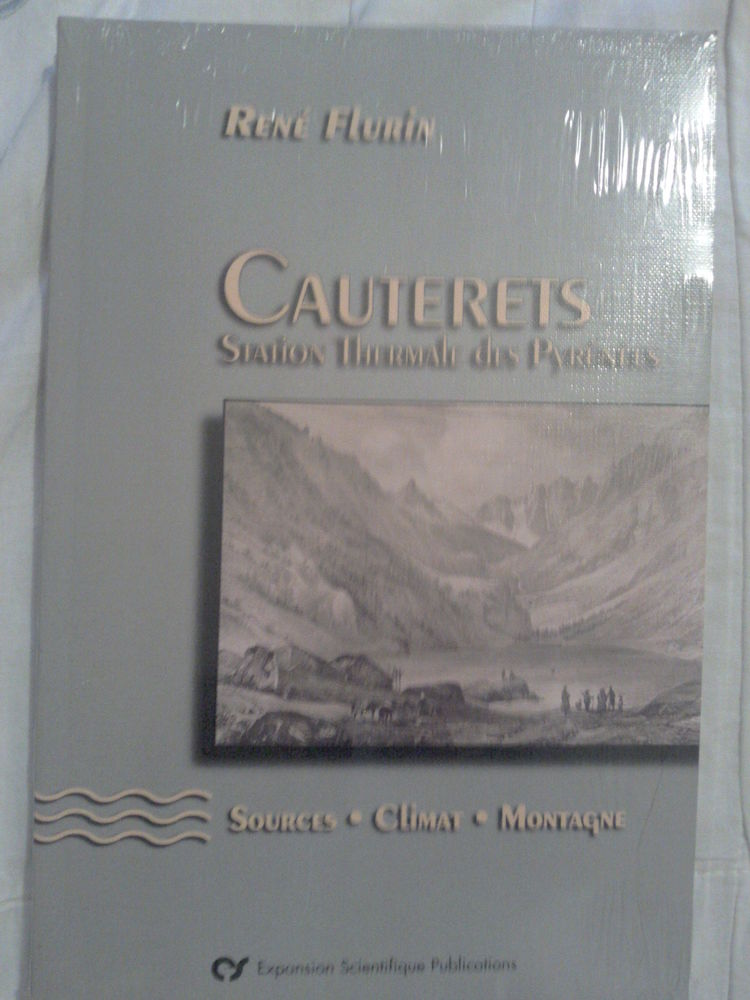 René Flurin
Cauterets
Station Thermale des Pyrénées
Sources • Climat • Montagne
Expansion Scientifique Publications